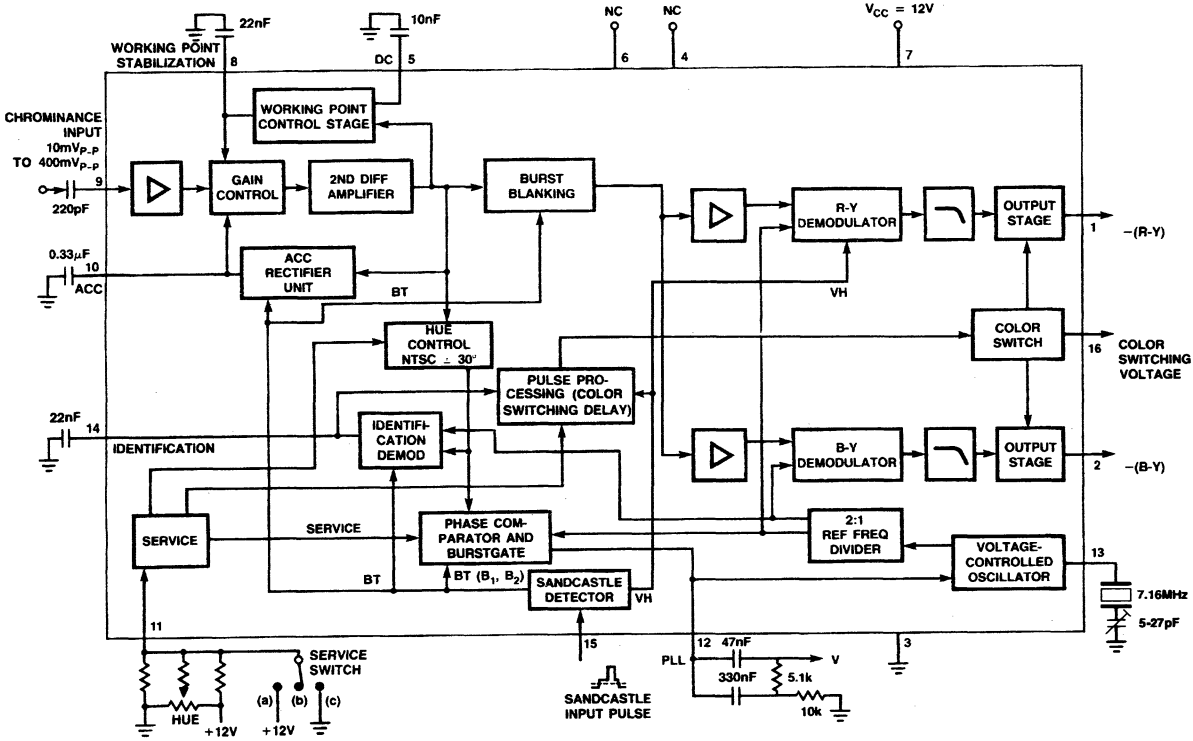 22nF
10nF
NC
NC
VCC = 12V
WORKING POINT
STABILIZATION
8
DC
5
6
4
7
CHROMINANCE
INPUT
10mVP–P
TO 400mVP–P
9
220pF
WORKING POINT
CONTROL STAGE
GAIN
CONTROL
2ND DIFF
AMPLIFIER
BURST
BLANKING
R-Y
DEMODULATOR
OUTPUT
STAGE
1
–(R-Y)
0.33μF
10
ACC
ACC
RECTIFIER
UNIT
BT
VH
HUE
CONTROL
NTSC ± 30°
COLOR
SWITCH
16
COLOR
SWITCHING
VOLTAGE
PULSE PRO-
CESSING (COLOR
SWITCHING DELAY)
22nF
14
IDENTIFICATION
IDENTIFI-
CATION
DEMOD
B-Y
DEMODULATOR
OUTPUT
STAGE
2
–(B-Y)
SERVICE
SERVICE
PHASE COM-
PARATOR AND
BURSTGATE
2:1
REF FREQ
DIVIDER
VOLTAGE-
CONTROLLED
OSCILLATOR
13
BT
BT (B1, B2)
SANDCASTLE
DETECTOR
VH
7.16MHz
5-27pF
11
15
12
47nF
3
SERVICE
SWITCH
PLL
V
330nF
5.1k
10k
(a)
(b)
(c)
HUE
+12V
+12V
SANDCASTLE
INPUT PULSE